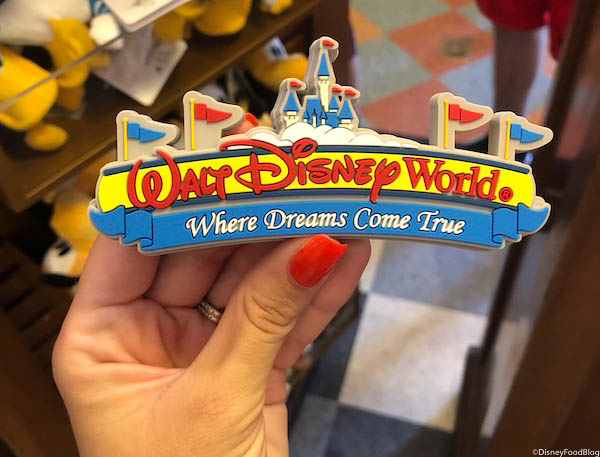 WALT DISNEY World®
Where Dreams Come True
©DisneyFoodBlog